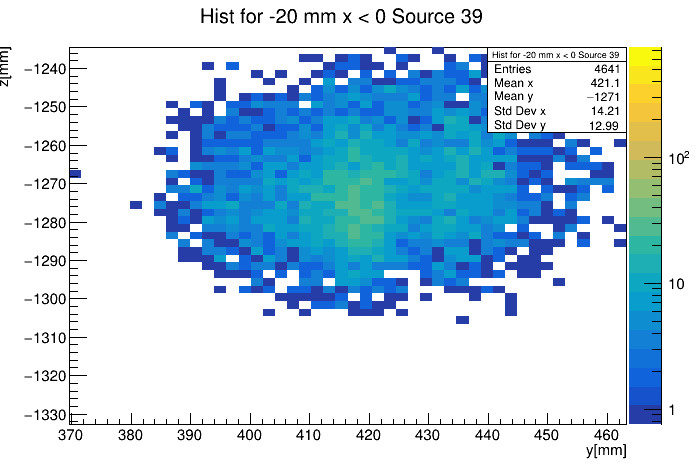 Hist for -20 mm x < 0 Source 39
z[mm]
Hist for -20 mm x < 0 Source 39
Entries 4641
Mean x 421.1
Mean y −1271
Std Dev x 14.21
Std Dev y 12.99
−1240
−1250
−1260
−1270
−1280
−1290
−1300
−1310
−1320
−1330
370 380 390 400 410 420 430 440 450 460
y[mm]
10²
10
1